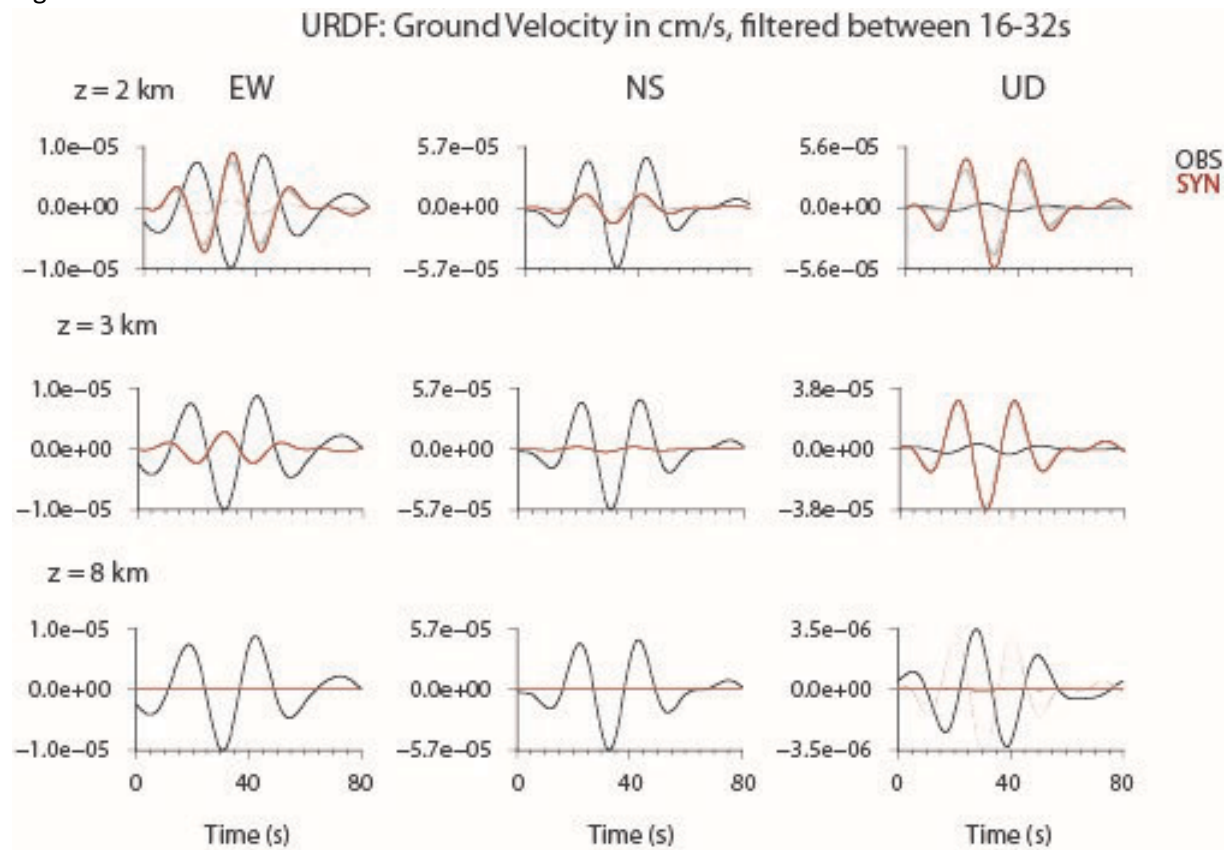 URDF: Ground Velocity in cm/s, filtered between 16-32s
z = 2 km EW NS UD
1.0e−05 5.7e−05 5.6e−05
OBS
SYN
0.0e+00 0.0e+00 0.0e+00
−1.0e−05 −5.7e−05 −5.6e−05
z = 3 km
1.0e−05 5.7e−05 3.8e−05
0.0e+00 0.0e+00 0.0e+00
−1.0e−05 −5.7e−05 −3.8e−05
z = 8 km
1.0e−05 5.7e−05 3.5e−06
0.0e+00 0.0e+00 0.0e+00
−1.0e−05 −5.7e−05 −3.5e−06
0 40 80 0 40 80 0 40 80
Time (s) Time (s) Time (s)